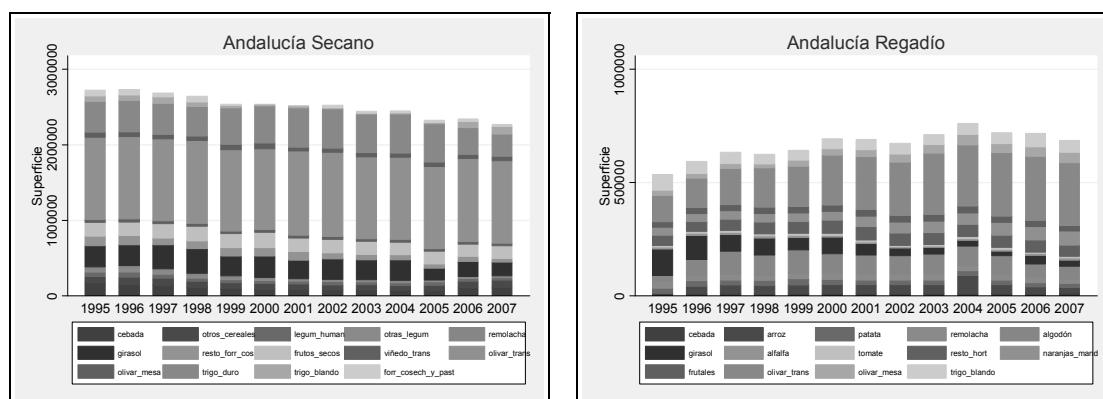 Andalucía Secano
Superficie
3000000
2000000
1000000
0
1995 1996 1997 1998 1999 2000 2001 2002 2003 2004 2005 2006 2007
cebada otros_cereales legum_human otras_legum remolacha
girasol resto_forr_cos frutos_secos viñedo_trans olivar_trans
olivar_mesa trigo_duro trigo_blando forr_cosech_y_past
Andalucía Regadío
Superficie
1000000
500000
0
1995 1996 1997 1998 1999 2000 2001 2002 2003 2004 2005 2006 2007
cebada arroz patata remolacha algodón
girasol alfalfa tomate resto_hort naranjas_mand
frutales olivar_trans olivar_mesa trigo_blando